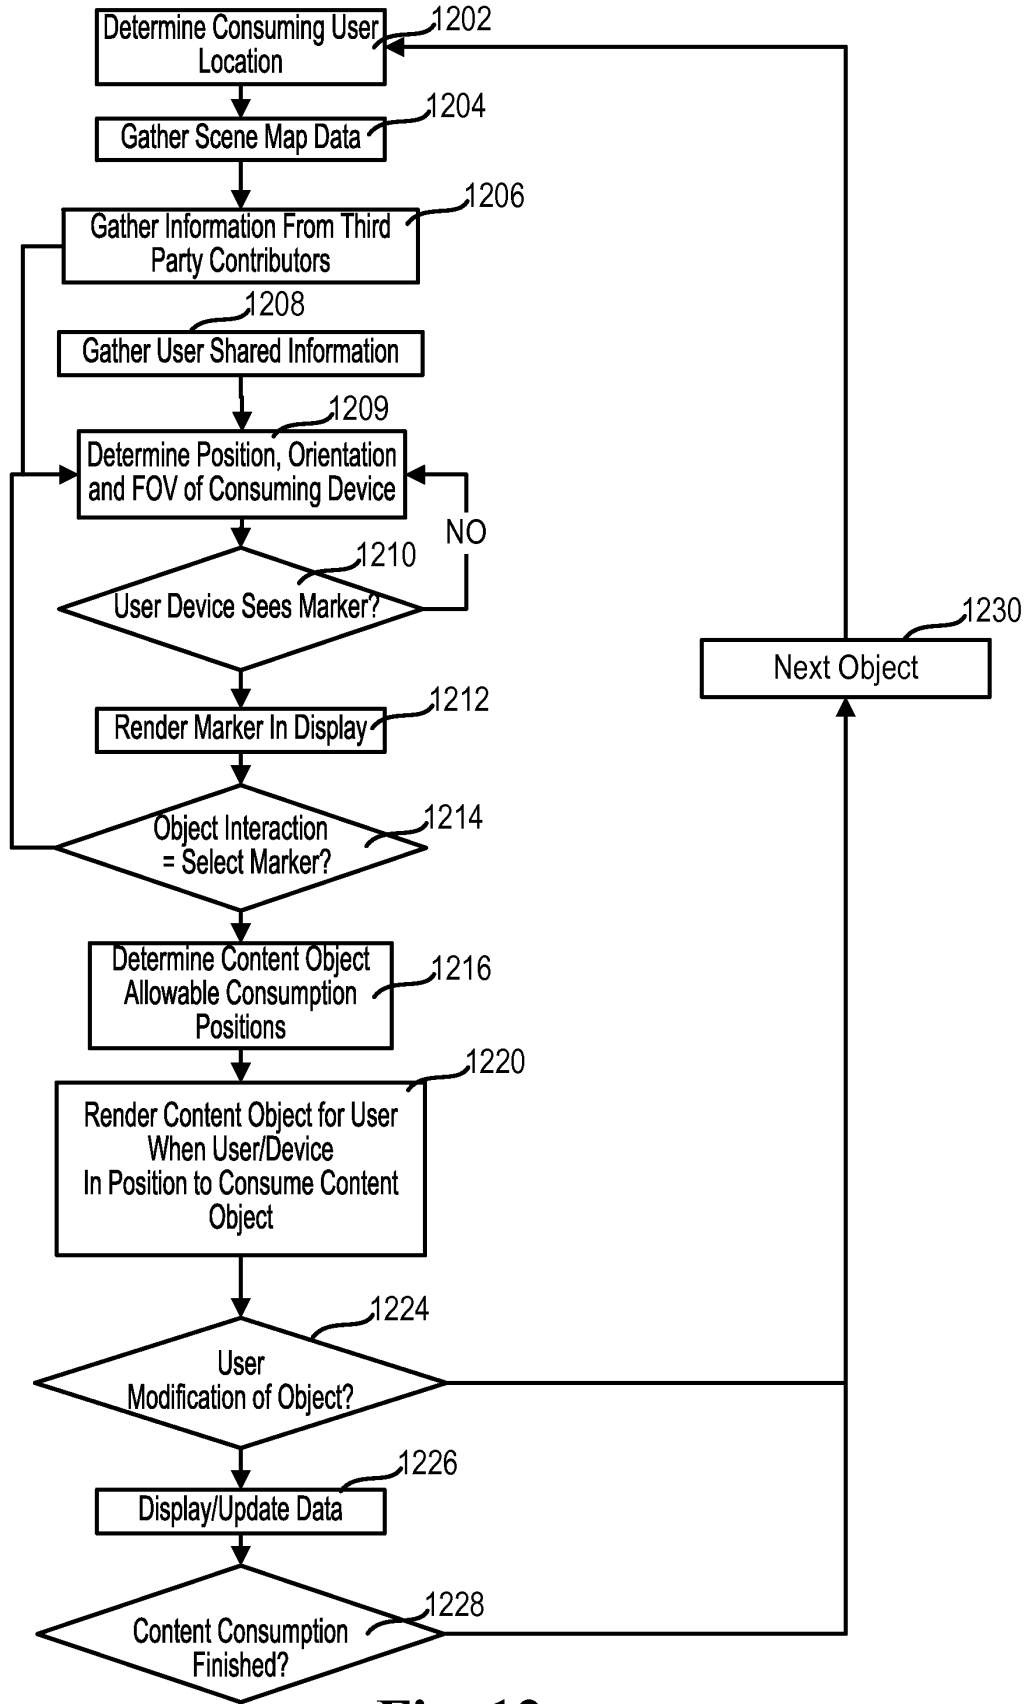 1202
Determine Consuming User
Location
1204
Gather Scene Map Data
1206
Gather Information From Third
Party Contributors
1208
Gather User Shared Information
1209
Determine Position, Orientation
and FOV of Consuming Device
NO
1210
User Device Sees Marker?
1230
Next Object
1212
Render Marker In Display
1214
Object Interaction
= Select Marker?
1216
Determine Content Object
Allowable Consumption
Positions
1220
Render Content Object for User
When User/Device
In Position to Consume Content
Object
1224
User
Modification of Object?
1226
Display/Update Data
1228
Content Consumption
Finished?